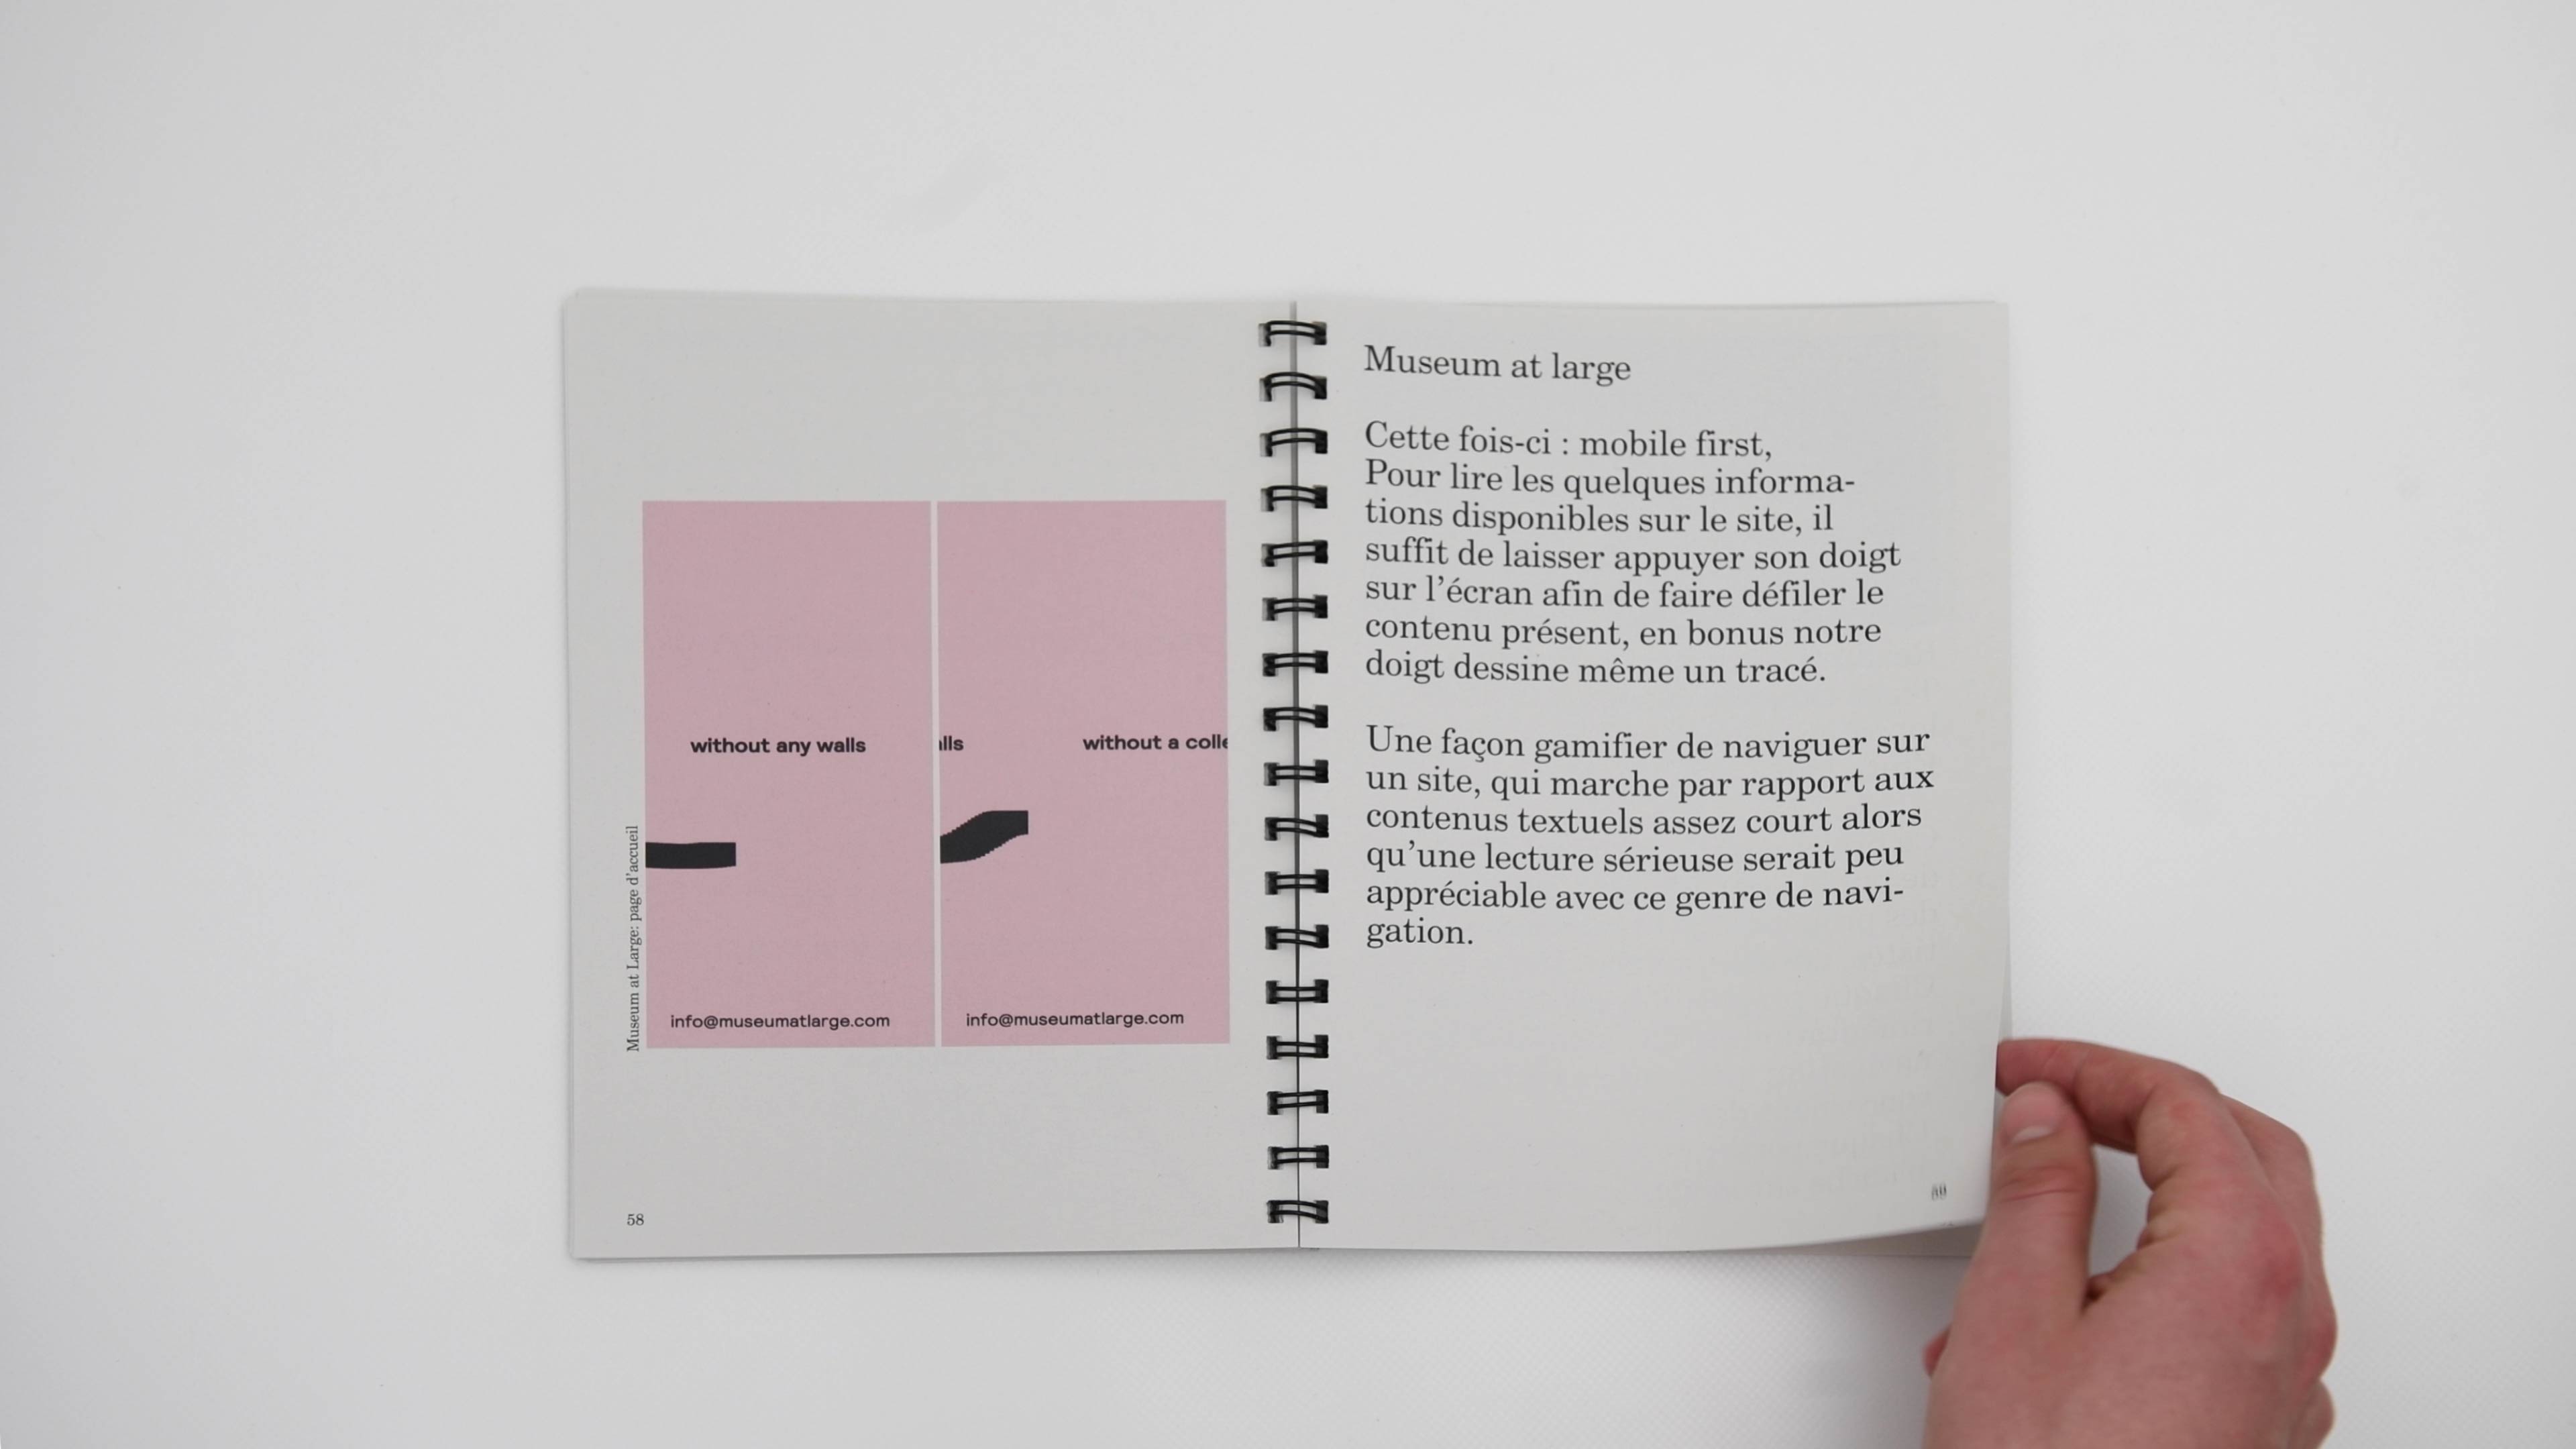 without any walls
info@museumatlarge.com
lls
without a colle
info@museumatlarge.com
Museum at Large: page d'accueil
58
Museum at large
Cette fois-ci : mobile first,
Pour lire les quelques informa-
tions disponibles sur le site, il
suffit de laisser appuyer son doigt
sur l'écran afin de faire défiler le
contenu présent, en bonus notre
doigt dessine même un tracé.
Une façon gamifier de naviguer sur
un site, qui marche par rapport aux
contenus textuels assez court alors
qu'une lecture sérieuse serait peu
appréciable avec ce genre de navi-
gation.